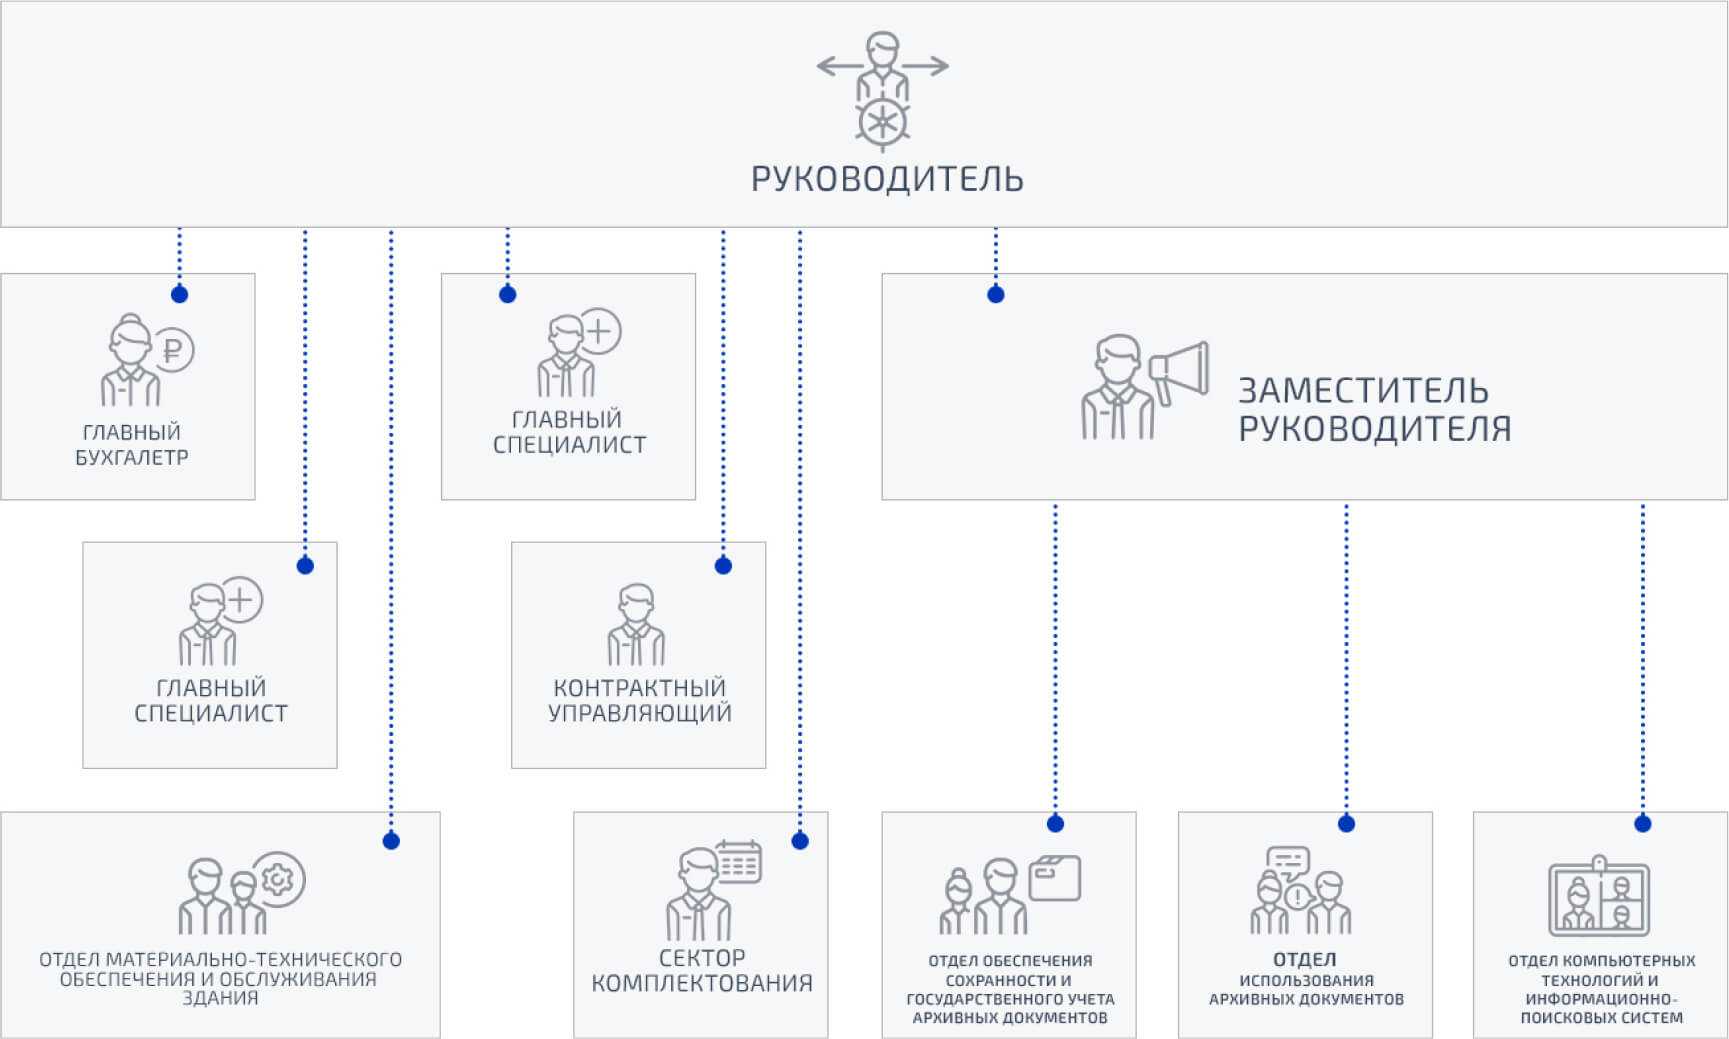 РУКОВОДИТЕЛЬ
ГЛАВНЫЙ
БУХГАЛЕТР
ГЛАВНЫЙ
СПЕЦИАЛИСТ
ЗАМЕСТИТЕЛЬ
РУКОВОДИТЕЛЯ
ГЛАВНЫЙ
СПЕЦИАЛИСТ
КОНТРАКТНЫЙ
УПРАВЛЯЮЩИЙ
ОТДЕЛ МАТЕРИАЛЬНО-ТЕХНИЧЕСКОГО
ОБЕСПЕЧЕНИЯ И ОБСЛУЖИВАНИЯ
ЗДАНИЯ
СЕКТОР
КОМПЛЕКТОВАНИЯ
ОТДЕЛ ОБЕСПЕЧЕНИЯ
СОХРАННОСТИ И
ГОСУДАРСТВЕННОГО УЧЕТА
АРХИВНЫХ ДОКУМЕНТОВ
ОТДЕЛ
ИСПОЛЬЗОВАНИЯ
АРХИВНЫХ ДОКУМЕНТОВ
ОТДЕЛ КОМПЬЮТЕРНЫХ
ТЕХНОЛОГИЙ И
ИНФОРМАЦИОННО-
ПОИСКОВЫХ СИСТЕМ